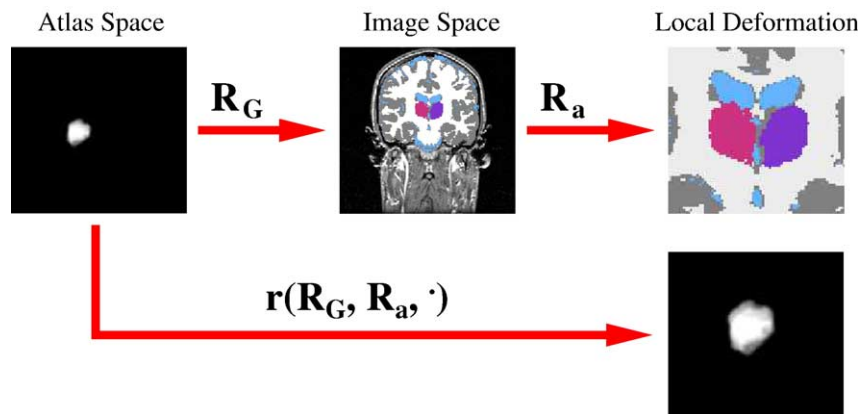 Atlas Space
Image Space
Local Deformation
R_G
R_a
r(R_G, R_a, ·)